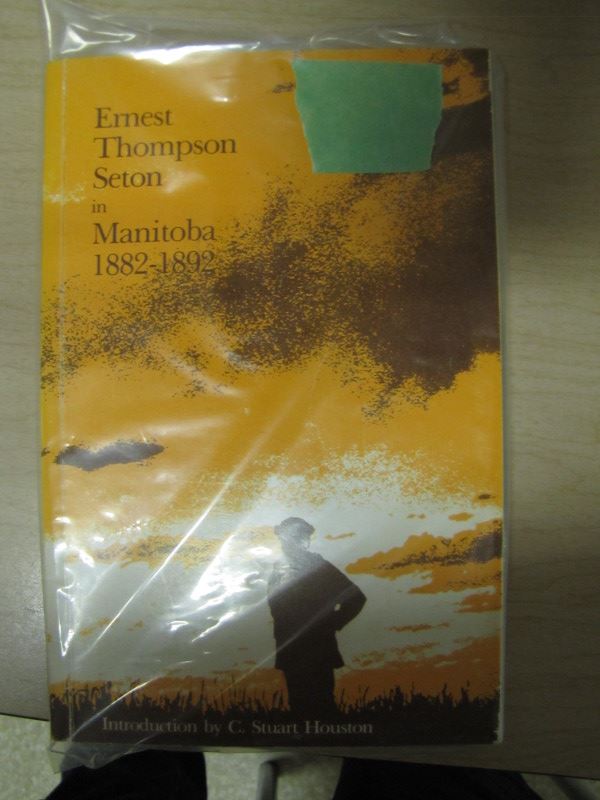 Ernest
Thompson
Seton
in
Manitoba
1882-1892
Introduction by C. Stuart Houston